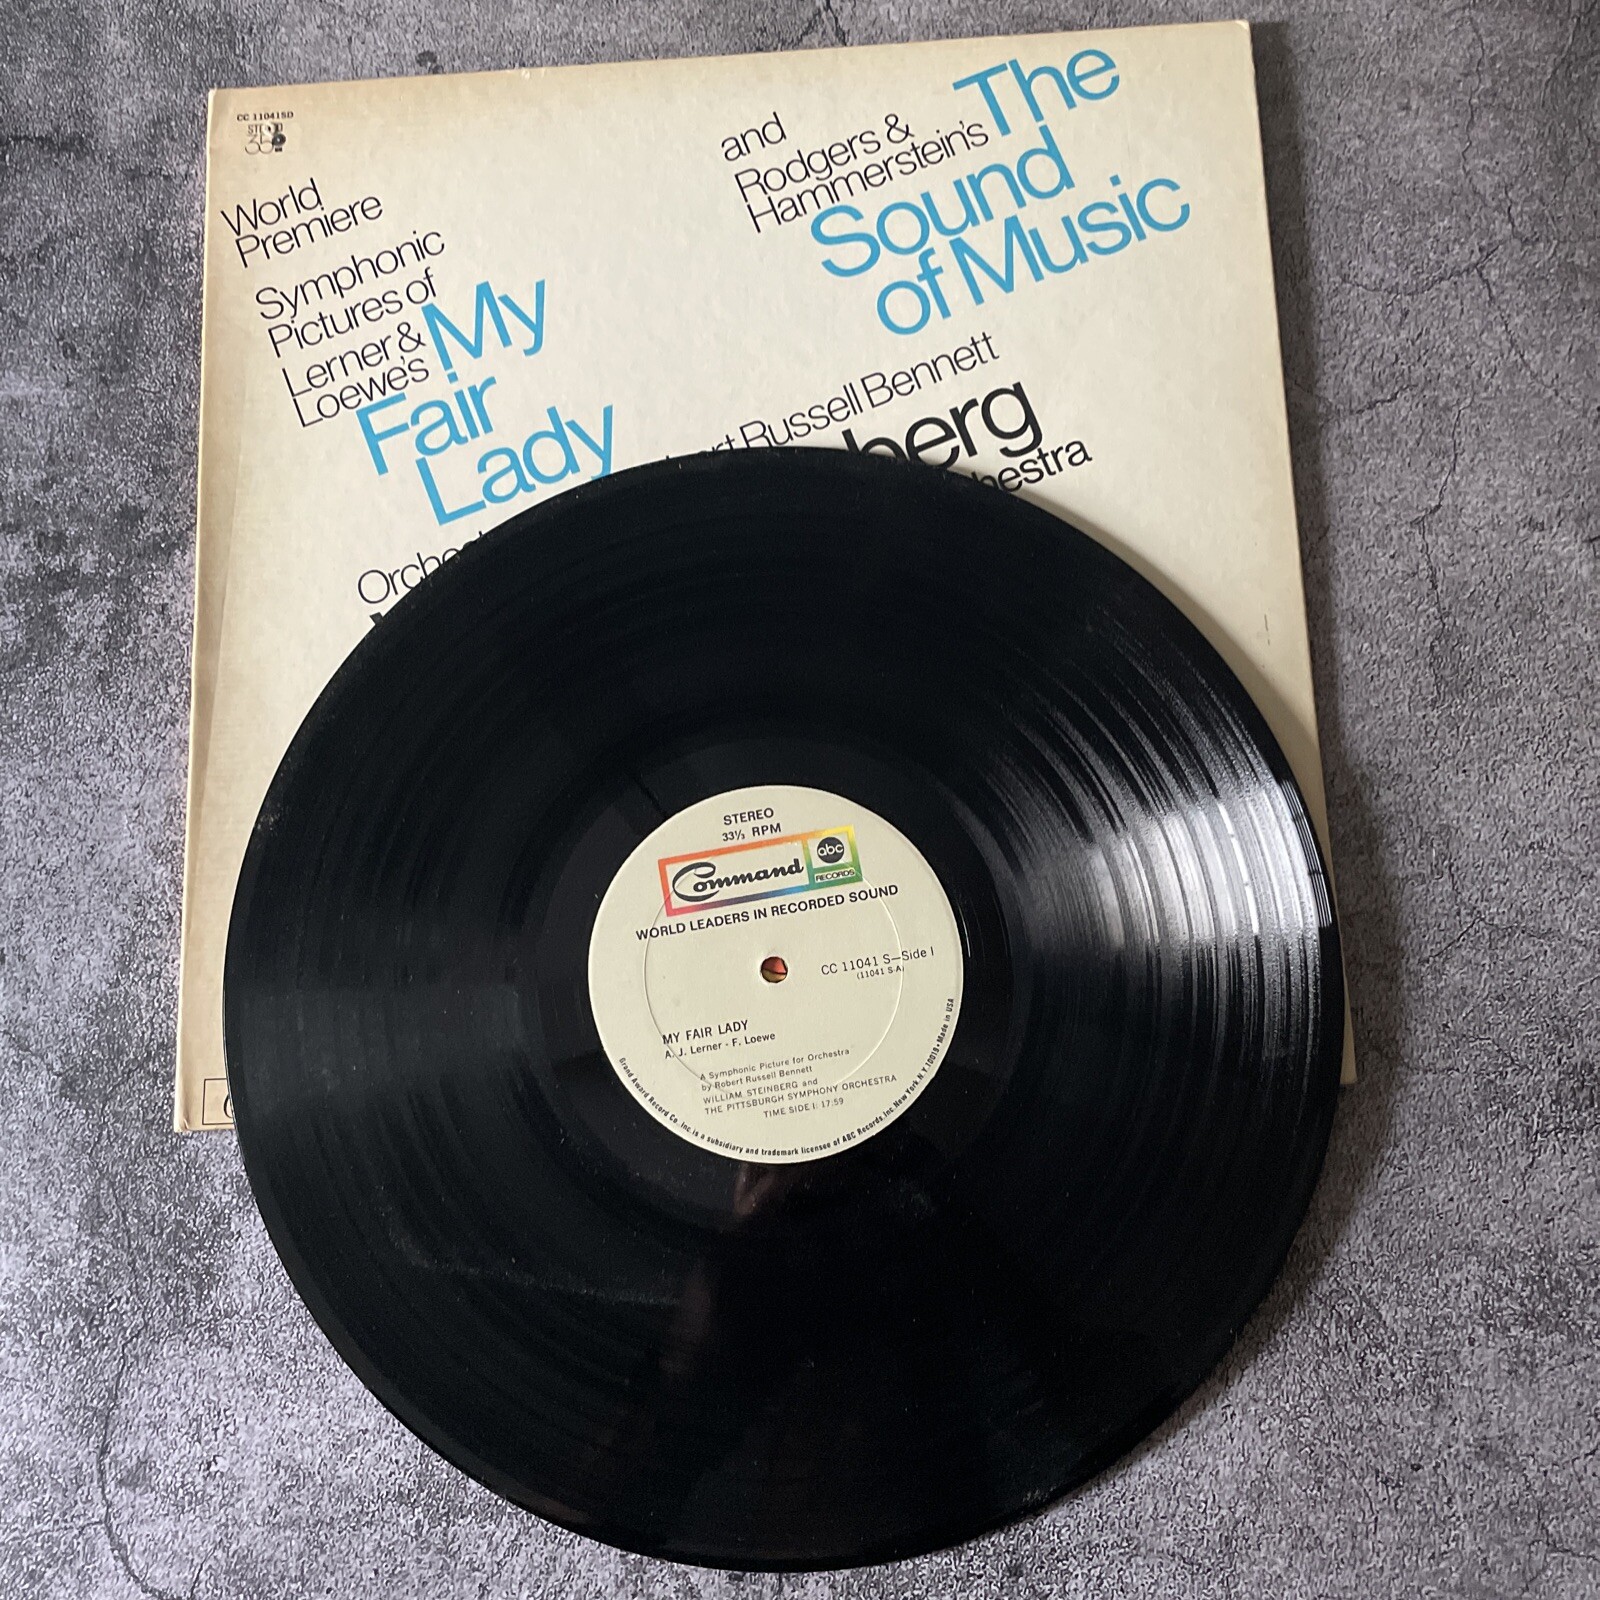 CC 11041SD
STEREO
35
World
Premiere
Symphonic
Pictures of
Lerner &
Loewe's
My
Fair
Lady
and
Rodgers &
Hammerstein's
The
Sound
of Music
Russell Bennett
berg
estra
STEREO
33⅓ RPM
Command
abc
RECORDS
WORLD LEADERS IN RECORDED SOUND
CC 11041 S—Side I
(11041 S A)
MY FAIR LADY
A. J. Lerner - F. Loewe
A Symphonic Picture for Orchestra
by Robert Russell Bennett
WILLIAM STEINBERG and
THE PITTSBURGH SYMPHONY ORCHESTRA
TIME SIDE I: 17:59
Grand Award Record Co., Inc. is a subsidiary and trademark licensee of ABC Records, Inc. New York, N.Y. 10019 • Made in USA